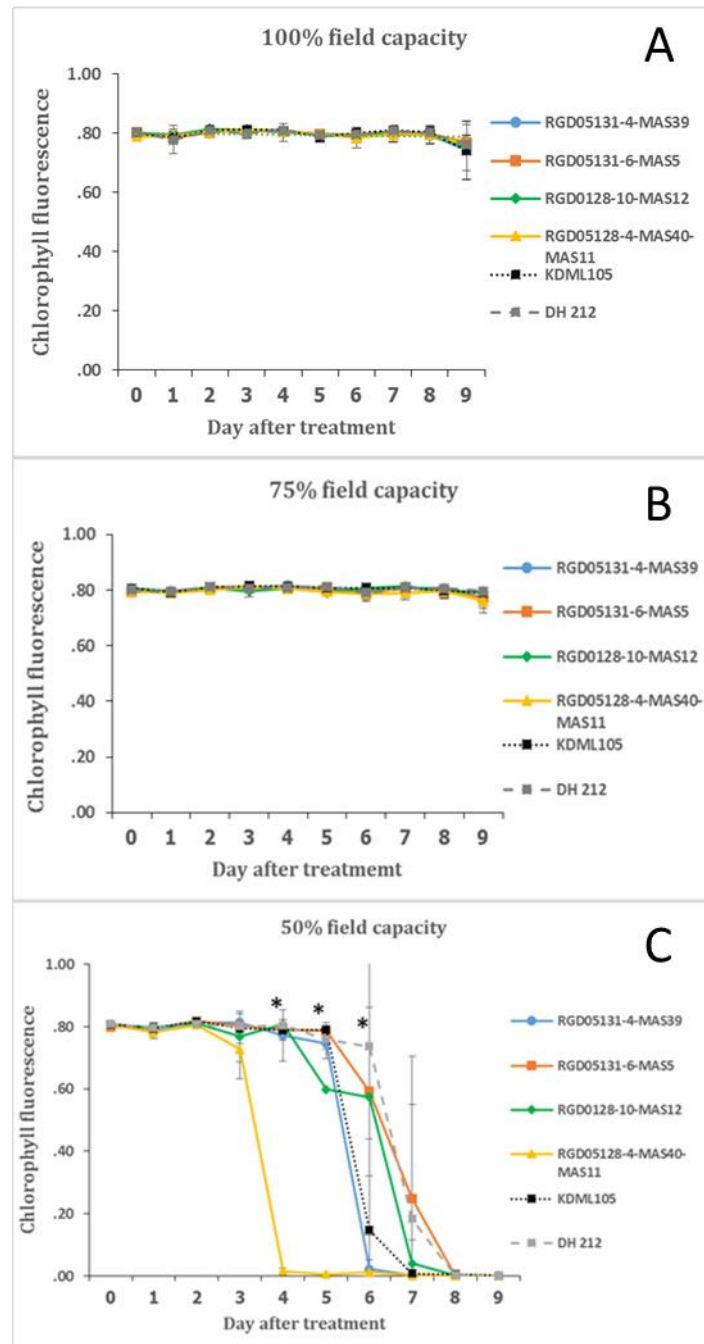 100% field capacity
A
Chlorophyll fluorescence
1.00
.80
.60
.40
.20
.00
0 1 2 3 4 5 6 7 8 9
Day after treatment
RGD05131-4-MAS39
RGD05131-6-MAS5
RGD0128-10-MAS12
RGD05128-4-MAS40-
MAS11
KDML105
DH 212
75% field capacity
B
Chlorophyll fluorescence
1.00
.80
.60
.40
.20
.00
0 1 2 3 4 5 6 7 8 9
Day after treatmemt
RGD05131-4-MAS39
RGD05131-6-MAS5
RGD0128-10-MAS12
RGD05128-4-MAS40-
MAS11
KDML105
DH 212
50% field capacity
C
Chlorophyll fluorescence
1.00
.80
.60
.40
.20
.00
* * *
0 1 2 3 4 5 6 7 8 9
Day after treatment
RGD05131-4-MAS39
RGD05131-6-MAS5
RGD0128-10-MAS12
RGD05128-4-MAS40-
MAS11
KDML105
DH 212